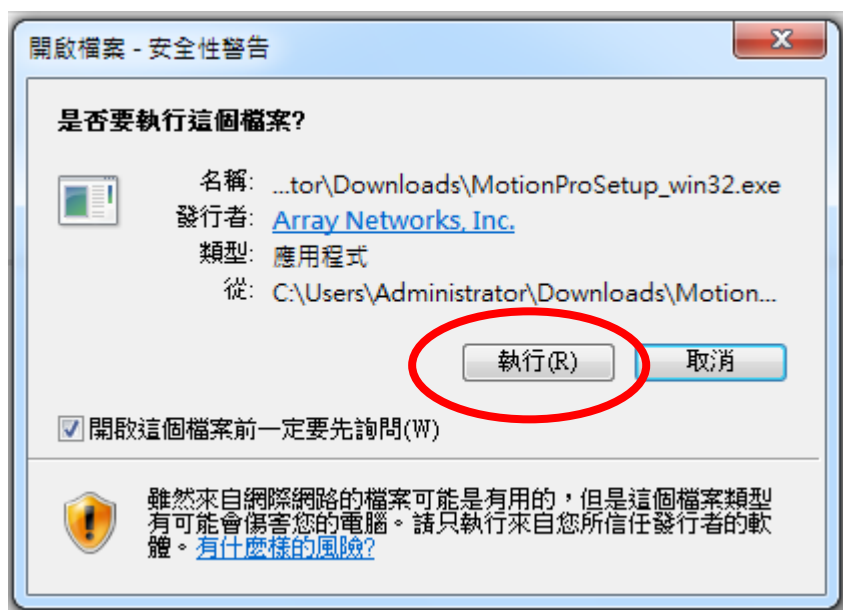 開啟檔案 - 安全性警告
是否要執行這個檔案?
名稱: ...tor\Downloads\MotionProSetup_win32.exe
發行者: Array Networks, Inc.
類型: 應用程式
從: C:\Users\Administrator\Downloads\Motion...
執行(R) 取消
開啟這個檔案前一定要先詢問(W)
雖然來自網際網路的檔案可能是有用的，但是這個檔案類型
有可能會傷害您的電腦。請只執行來自您所信任發行者的軟
體。有什麼樣的風險?